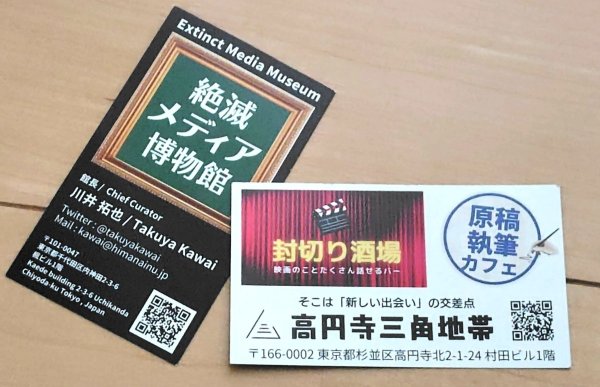 Extinct Media Museum
絶滅
メディア
博物館
館長 / Chief Curator
川井 拓也 / Takuya Kawai
Twitter : @takuyakawai
Mail : kawai@himanainu.jp
〒101-0047
東京都千代田区内神田2-3-6
楓ビル1階
Kaede building 2-3-6 Uchikanda
Chiyoda-ku Tokyo , Japan
封切り酒場
映画のことたくさん話せるバー
原稿
執筆
カフェ
そこは「新しい出会い」の交差点
高円寺三角地帯
〒166-0002 東京都杉並区高円寺北2-1-24 村田ビル1階